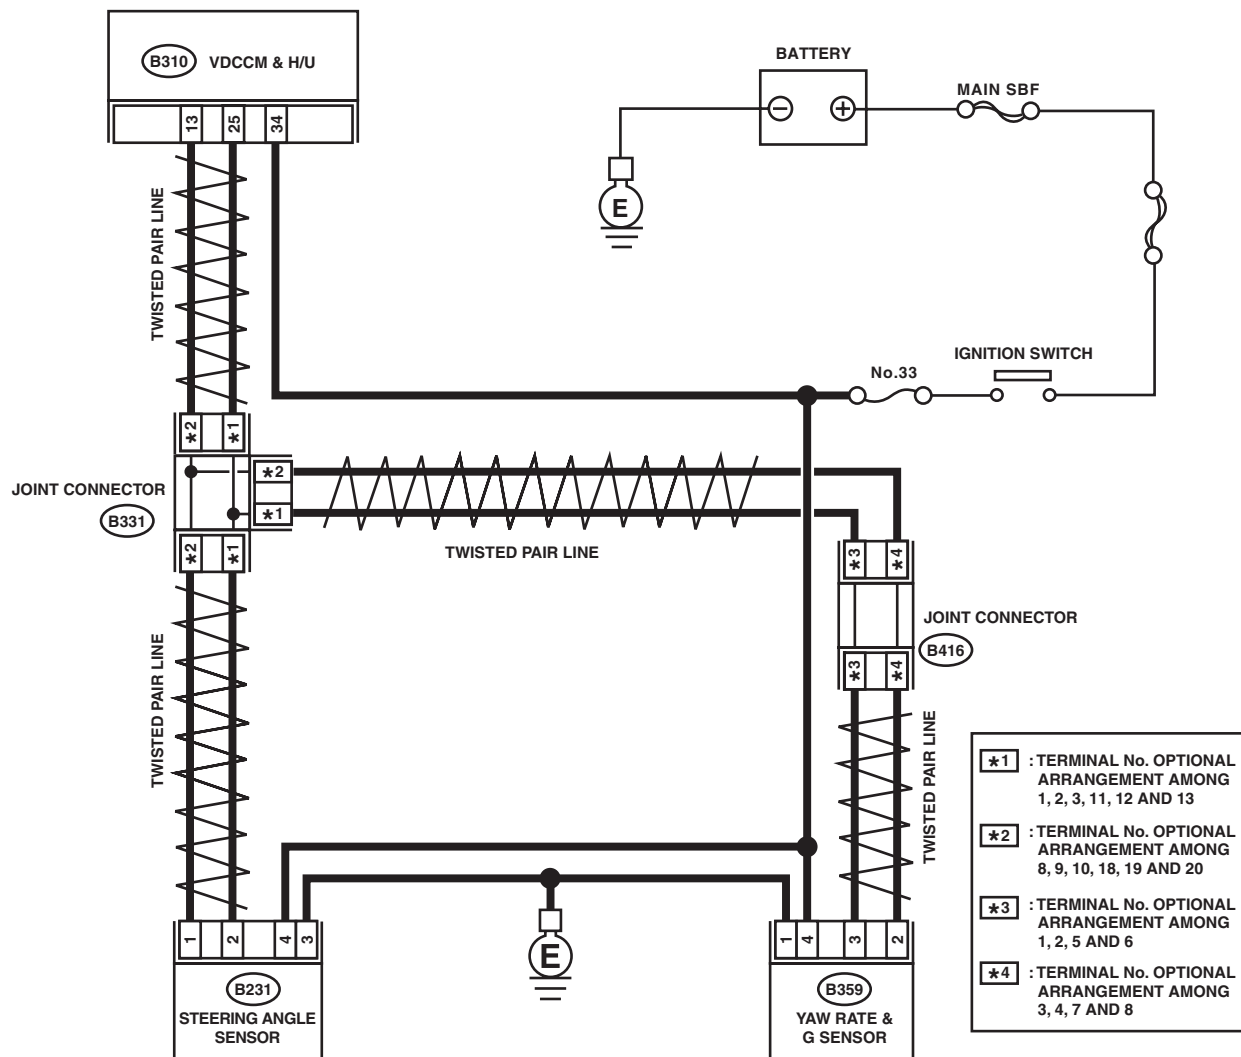 B310 VDCCM & H/U
13 25 34
BATTERY
− +
MAIN SBF
E
TWISTED PAIR LINE
No.33
IGNITION SWITCH
*2 *1
*2
*1
JOINT CONNECTOR
B331
*2 *1
TWISTED PAIR LINE
*3 *4
JOINT CONNECTOR
B416
*3 *4
TWISTED PAIR LINE
TWISTED PAIR LINE
1 2 4 3
B231
STEERING ANGLE
SENSOR
E
1 4 3 2
B359
YAW RATE &
G SENSOR
*1 : TERMINAL No. OPTIONAL
ARRANGEMENT AMONG
1, 2, 3, 11, 12 AND 13
*2 : TERMINAL No. OPTIONAL
ARRANGEMENT AMONG
8, 9, 10, 18, 19 AND 20
*3 : TERMINAL No. OPTIONAL
ARRANGEMENT AMONG
1, 2, 5 AND 6
*4 : TERMINAL No. OPTIONAL
ARRANGEMENT AMONG
3, 4, 7 AND 8